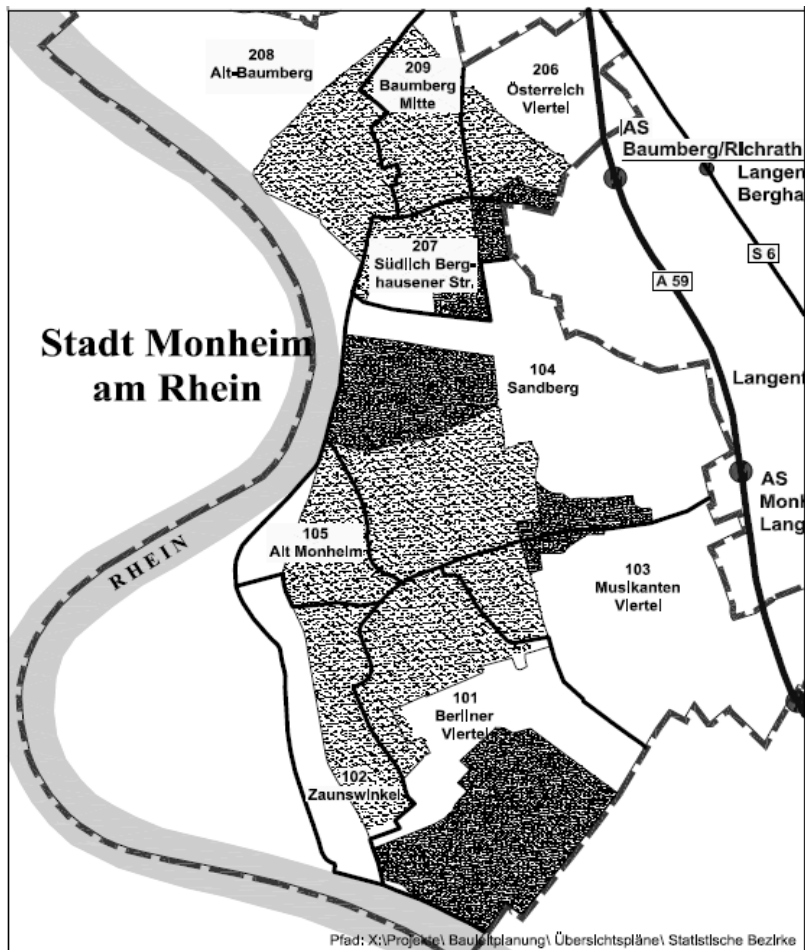 208
Alt-Baumberg
209
Baumberg
Mitte
206
Österreich
Viertel
AS
Baumberg/Richrath
Langen
Bergha
207
Südlich Berg-
hausener Str.
S 6
A 59
Stadt Monheim
am Rhein
104
Sandberg
Langenf
AS
Monh
Lang
105
Alt Monheim
RHEIN
103
Musikanten
Viertel
101
Berliner
Viertel
102
Zaunswinkel
Pfad: X:\Projekte\ Bauleitplanung\ Übersichtspläne\ Statistische Bezirke